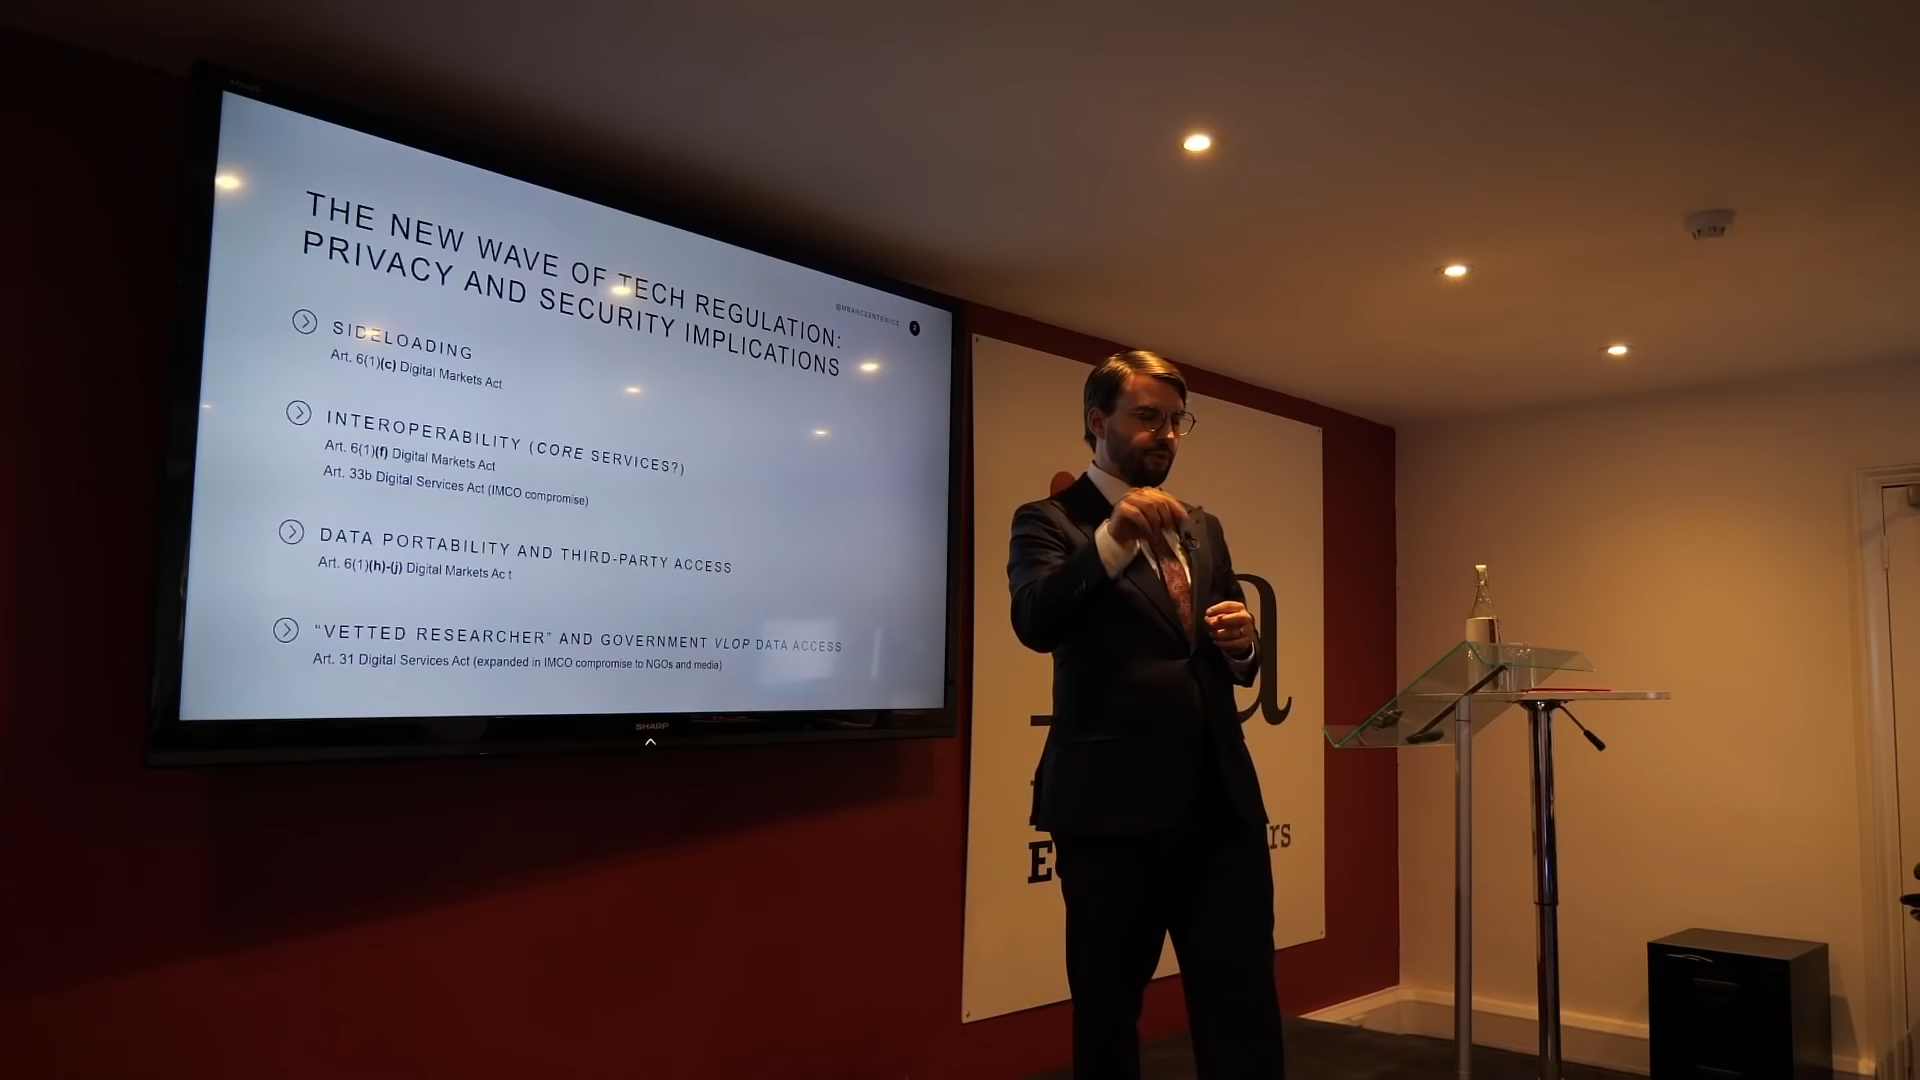 THE NEW WAVE OF TECH REGULATION:
PRIVACY AND SECURITY IMPLICATIONS
@MBARCZENTEWICZ
SIDELOADING
Art. 6(1)(c) Digital Markets Act
INTEROPERABILITY (CORE SERVICES?)
Art. 6(1)(f) Digital Markets Act
Art. 33b Digital Services Act (IMCO compromise)
DATA PORTABILITY AND THIRD-PARTY ACCESS
Art. 6(1)(h)-(j) Digital Markets Act
“VETTED RESEARCHER” AND GOVERNMENT VLOP DATA ACCESS
Art. 31 Digital Services Act (expanded in IMCO compromise to NGOs and media)
SHARP